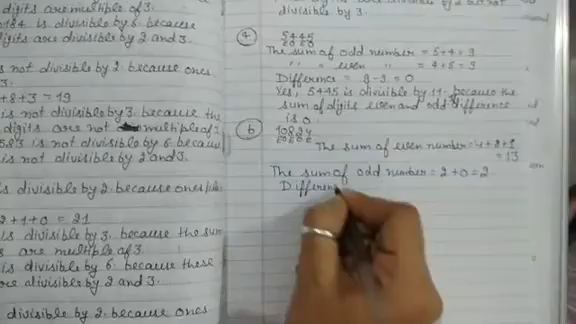 digits are multiple of 3.
divisible by 6 because
digits are divisible by 2 and 3.
is not divisible by 2 because ones
3.
+8+3=19
is not divisible by 3 because the
digits are not multiple of
583 is not divisible by 6 because
is not divisible by 2 and 3.
is divisible by 2 because ones
2+1+0=21
is divisible by 3 because the sum
are multiple of 3.
is divisible by 6 because these
are divisible by 2 and 3.
divisible by 2 because ones
divisible by 3.
a 5445
EOEO
The sum of odd number = 5+4=9
" " even " = 4+5=9
Difference = 9-9=0
Yes, 5445 is divisible by 11 because the
sum of digits even and odd difference
is 0
b 10824
EOEOE
The sum of even number =4+8+1
=13
The sum of odd number = 2+0=2
Differen